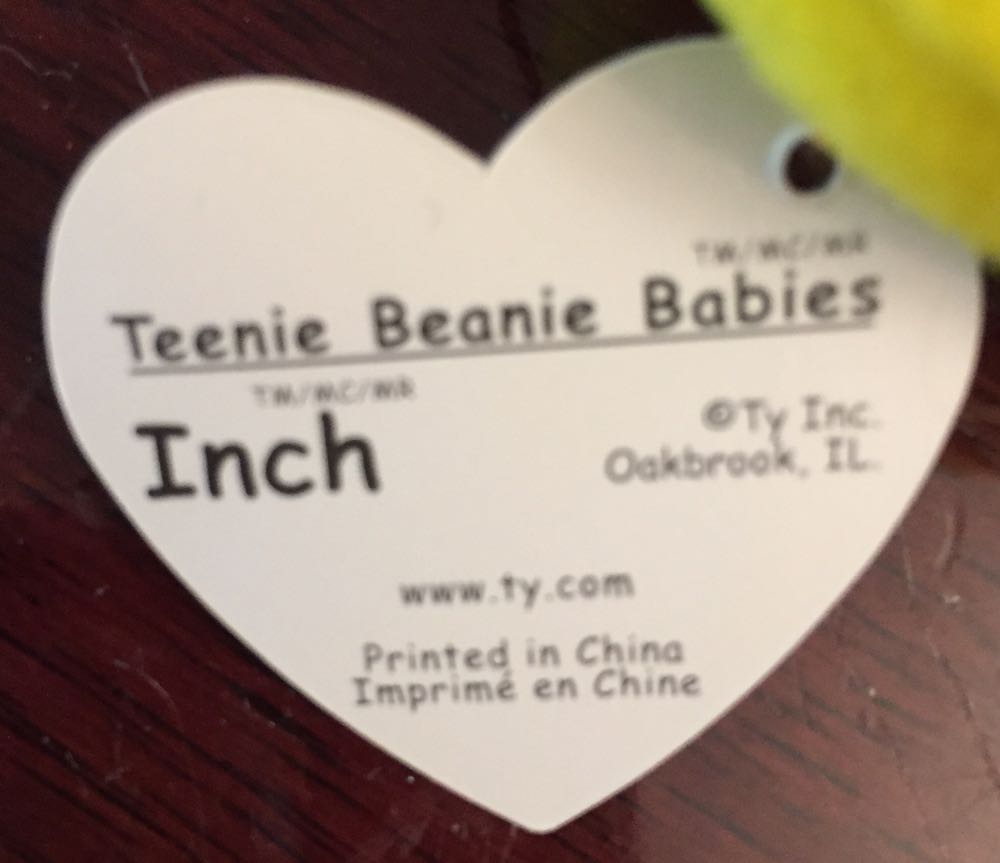 TM/MC/MR
Teenie Beanie Babies
TM/MC/MR
Inch
©Ty Inc.
Oakbrook, IL.
www.ty.com
Printed in China
Imprimé en Chine